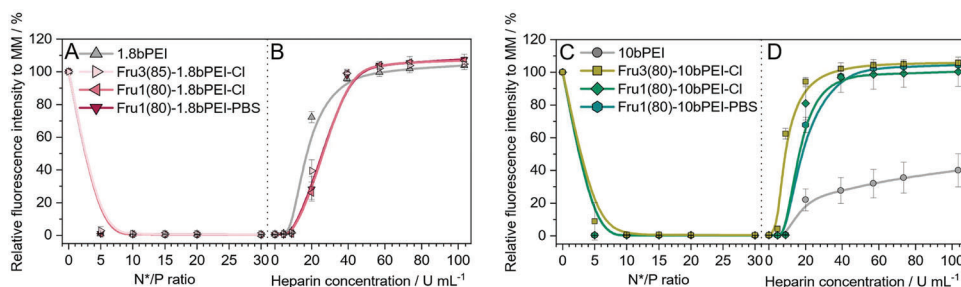 Relative fluorescence intensity to MM / %
120
100
80
60
40
20
0
A
B
1.8bPEI
Fru3(85)-1.8bPEI-Cl
Fru1(80)-1.8bPEI-Cl
Fru1(80)-1.8bPEI-PBS
0 5 10 15 20 25 30 0 20 40 60 80 100
N*/P ratio
Heparin concentration / U mL⁻¹
Relative fluorescence intensity to MM / %
120
100
80
60
40
20
0
C
D
10bPEI
Fru3(80)-10bPEI-Cl
Fru1(80)-10bPEI-Cl
Fru1(80)-10bPEI-PBS
0 5 10 15 20 25 30 0 20 40 60 80 100
N*/P ratio
Heparin concentration / U mL⁻¹